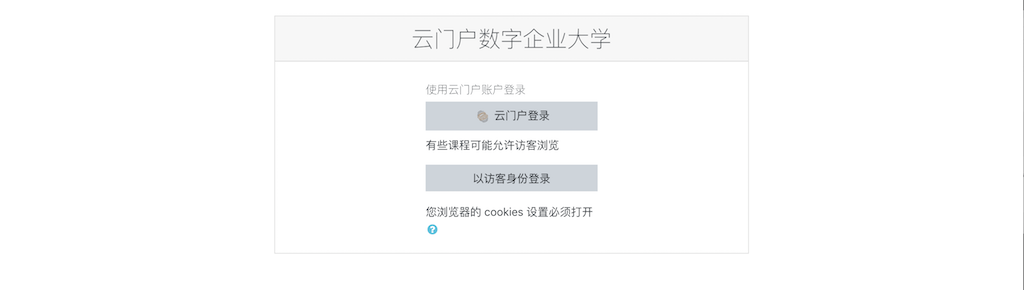 云门户数字企业大学
使用云门户账户登录
云门户登录
有些课程可能允许访客浏览
以访客身份登录
您浏览器的 cookies 设置必须打开
?